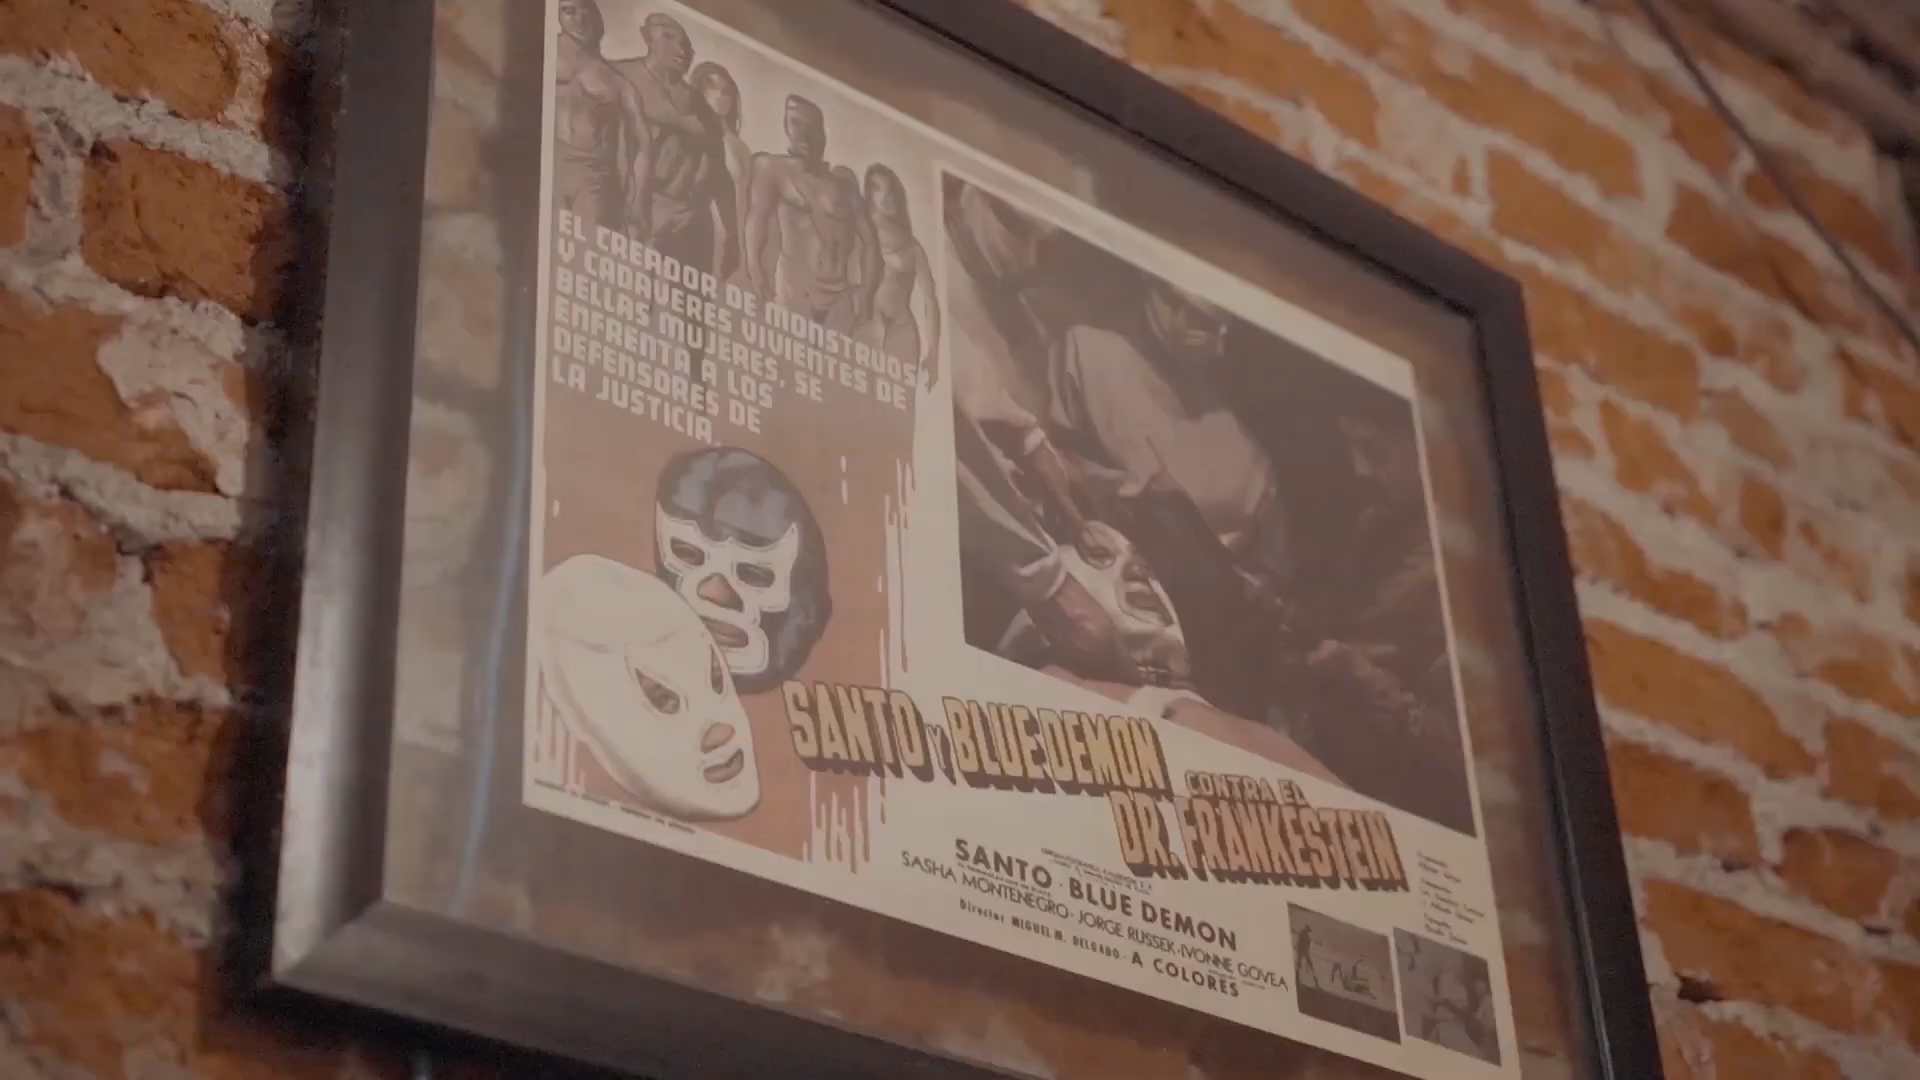 EL CREADOR DE MONSTRUOS
Y CADAVERES VIVIENTES DE
BELLAS MUJERES, SE
ENFRENTA A LOS
DEFENSORES DE
LA JUSTICIA.
SANTO Y BLUE DEMON
CONTRA EL
DR. FRANKESTEIN
SANTO · BLUE DEMON
SASHA MONTENEGRO · JORGE RUSSEK · IVONNE GOVEA
Director MIGUEL M. DELGADO · A COLORES